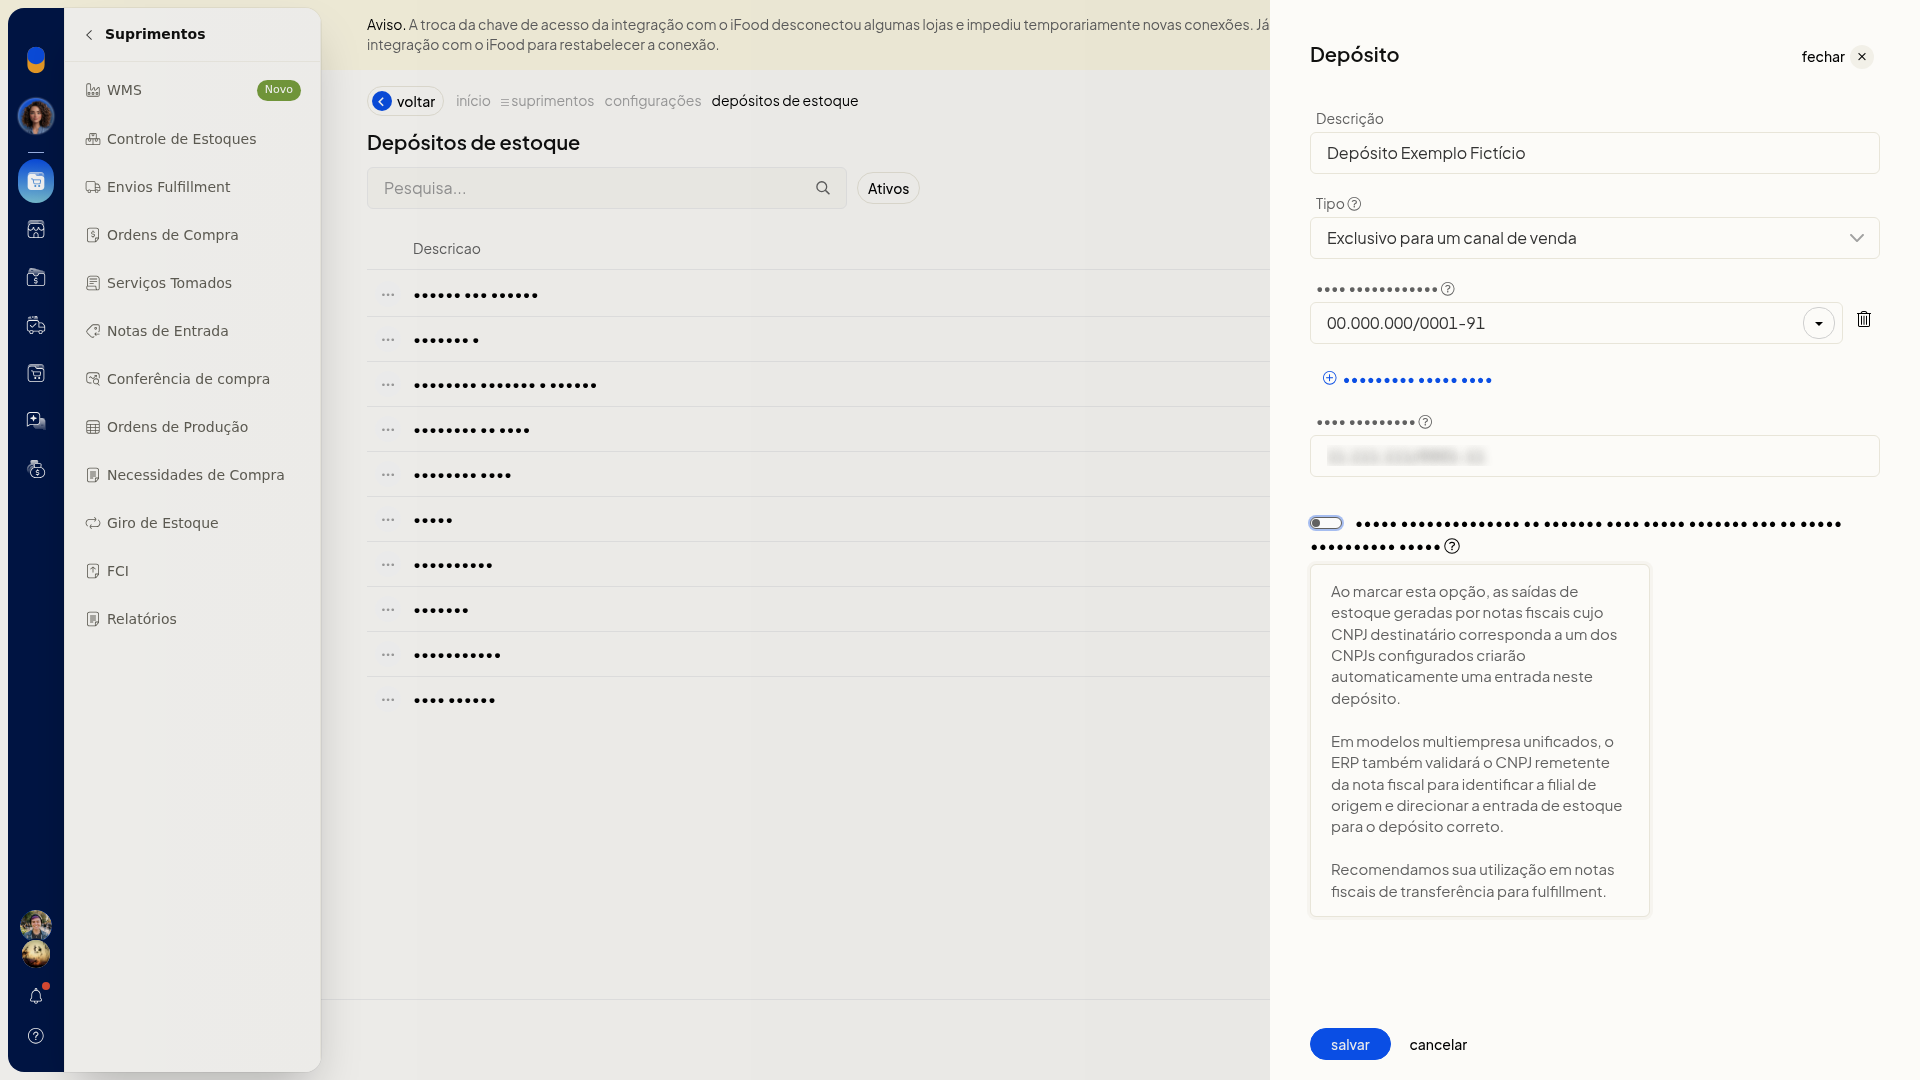 Suprimentos
WMS
Novo
Controle de Estoques
Envios Fulfillment
Ordens de Compra
Serviços Tomados
Notas de Entrada
Conferência de compra
Ordens de Produção
Necessidades de Compra
Giro de Estoque
FCI
Relatórios
Aviso. A troca da chave de acesso da integração com o iFood desconectou algumas lojas e impediu temporariamente novas conexões. Já
integração com o iFood para restabelecer a conexão.
voltar início suprimentos configurações depósitos de estoque
Depósitos de estoque
Pesquisa...
Ativos
Descricao
Depósito
fechar
Descrição
Depósito Exemplo Fictício
Tipo
Exclusivo para um canal de venda
00.000.000/0001-91
Ao marcar esta opção, as saídas de
estoque geradas por notas fiscais cujo
CNPJ destinatário corresponda a um dos
CNPJs configurados criarão
automaticamente uma entrada neste
depósito.
Em modelos multiempresa unificados, o
ERP também validará o CNPJ remetente
da nota fiscal para identificar a filial de
origem e direcionar a entrada de estoque
para o depósito correto.
Recomendamos sua utilização em notas
fiscais de transferência para fulfillment.
salvar
cancelar